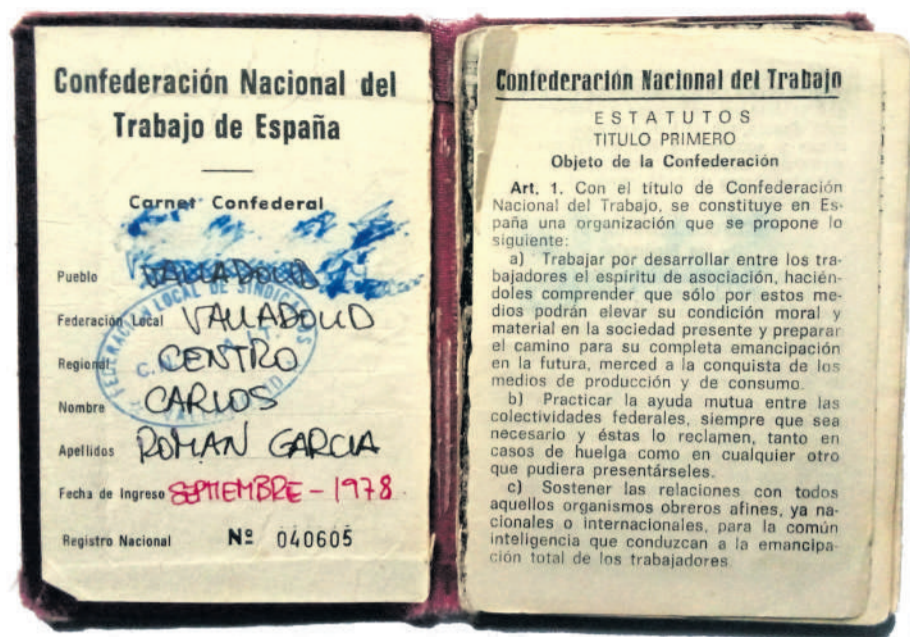 Confederación Nacional del
Trabajo de España
Carnet Confederal
Pueblo VALLADOLID
Federación Local VALLADOLID
Regional CENTRO
Nombre CARLOS
Apellidos ROMAN GARCIA
Fecha de Ingreso SEPTIEMBRE - 1978
Registro Nacional Nº 040605
FEDERACION LOCAL DE SINDICATOS
Confederación Nacional del Trabajo
ESTATUTOS
TITULO PRIMERO
Objeto de la Confederación
Art. 1. Con el título de Confederación
Nacional del Trabajo, se constituye en Es-
paña una organización que se propone lo
siguiente:
a) Trabajar por desarrollar entre los tra-
bajadores el espíritu de asociación, hacién-
doles comprender que sólo por estos me-
dios podrán elevar su condición moral y
material en la sociedad presente y preparar
el camino para su completa emancipación
en la futura, merced a la conquista de los
medios de producción y de consumo.
b) Practicar la ayuda mutua entre las
colectividades federales, siempre que sea
necesario y éstas lo reclamen, tanto en
casos de huelga como en cualquier otro
que pudiera presentárseles.
c) Sostener las relaciones con todos
aquellos organismos obreros afines, ya na-
cionales o internacionales, para la común
inteligencia que conduzcan a la emancipa-
ción total de los trabajadores